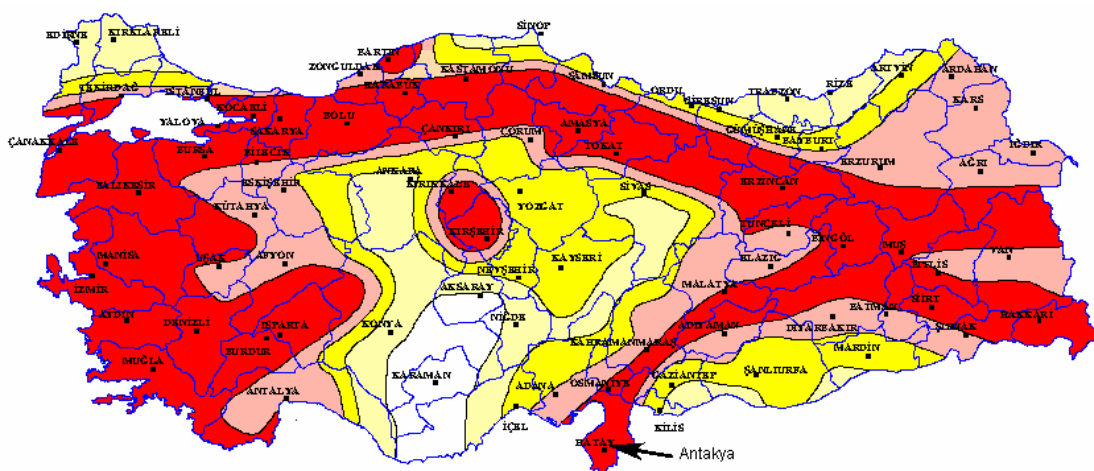 SİNOP
EDİRNE
KIRKLARELİ
BARTIN
ZONGULDAK
KASTAMONU
ARTVİN
ARDAHAN
TEKİRDAĞ
İSTANBUL
KARABÜK
SAMSUN
ORDU
GİRESUN
TRABZON
RİZE
KARS
KOCAELİ
YALOVA
SAKARYA
BOLU
ÇANKIRI
ÇORUM
AMASYA
GÜMÜŞHANE
BAYBURT
ÇANAKKALE
BURSA
BİLECİK
TOKAT
ERZURUM
AĞRI
IĞDIR
BALIKESİR
ESKİŞEHİR
ANKARA
KIRIKKALE
SİVAS
ERZİNCAN
KÜTAHYA
YOZGAT
KIRŞEHİR
TUNÇELİ
BİNGÖL
MUŞ
VAN
MANİSA
UŞAK
AFYON
NEVŞEHİR
KAYSERİ
ELAZIĞ
BİTLİS
İZMİR
AKSARAY
MALATYA
AYDIN
DENİZLİ
ISPARTA
KONYA
NİĞDE
ADIYAMAN
DİYARBAKIR
BATMAN
SİİRT
HAKKARİ
BURDUR
KAHRAMANMARAŞ
ŞIRNAK
MUĞLA
MARDİN
KARAMAN
ADANA
OSMANİYE
GAZİANTEP
ŞANLIURFA
ANTALYA
İÇEL
KİLİS
HATAY
Antakya